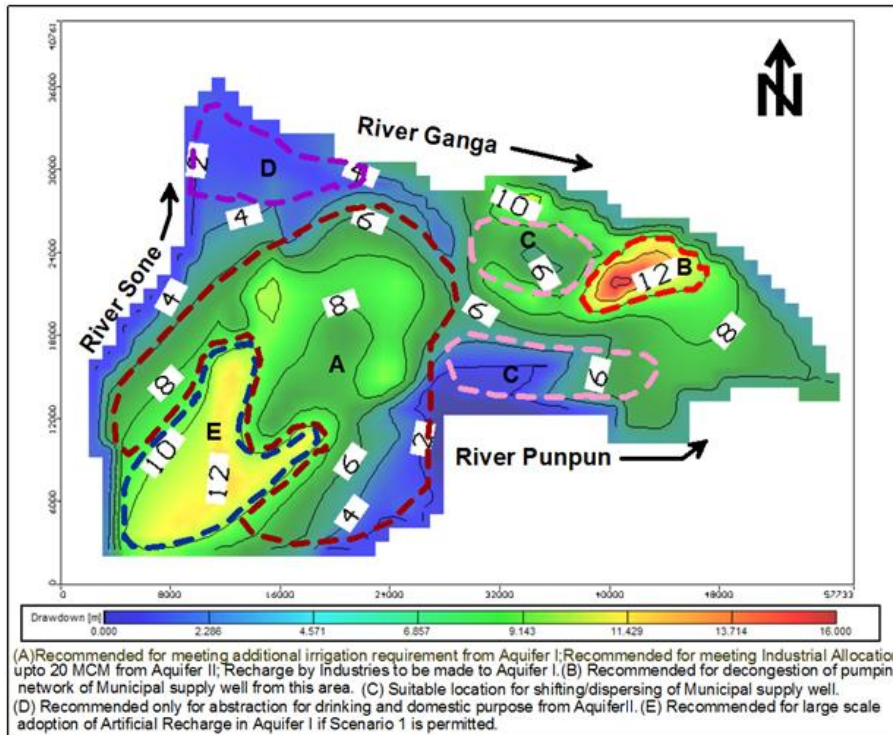 40761
36000
30000
24000
18000
12000
6000
0
N
River Ganga
River Sone
River Punpun
D
2
4
4
6
10
C
6
B
12
8
6
8
A
4
8
C
6
E
10
12
2
6
4
0
8000
16000
24000
32000
40000
48000
57733
Drawdown [m]
0.000 2.286 4.571 6.857 9.143 11.429 13.714 16.000
(A)Recommended for meeting additional irrigation requirement from Aquifer I;Recommended for meeting Industrial Allocation
upto 20 MCM from Aquifer II; Recharge by Industries to be made to Aquifer I.(B) Recommended for decongestion of pumpin
network of Municipal supply well from this area. (C) Suitable location for shifting/dispersing of Municipal supply well.
(D) Recommended only for abstraction for drinking and domestic purpose from AquiferII. (E) Recommended for large scale
adoption of Artificial Recharge in Aquifer I if Scenario 1 is permitted.